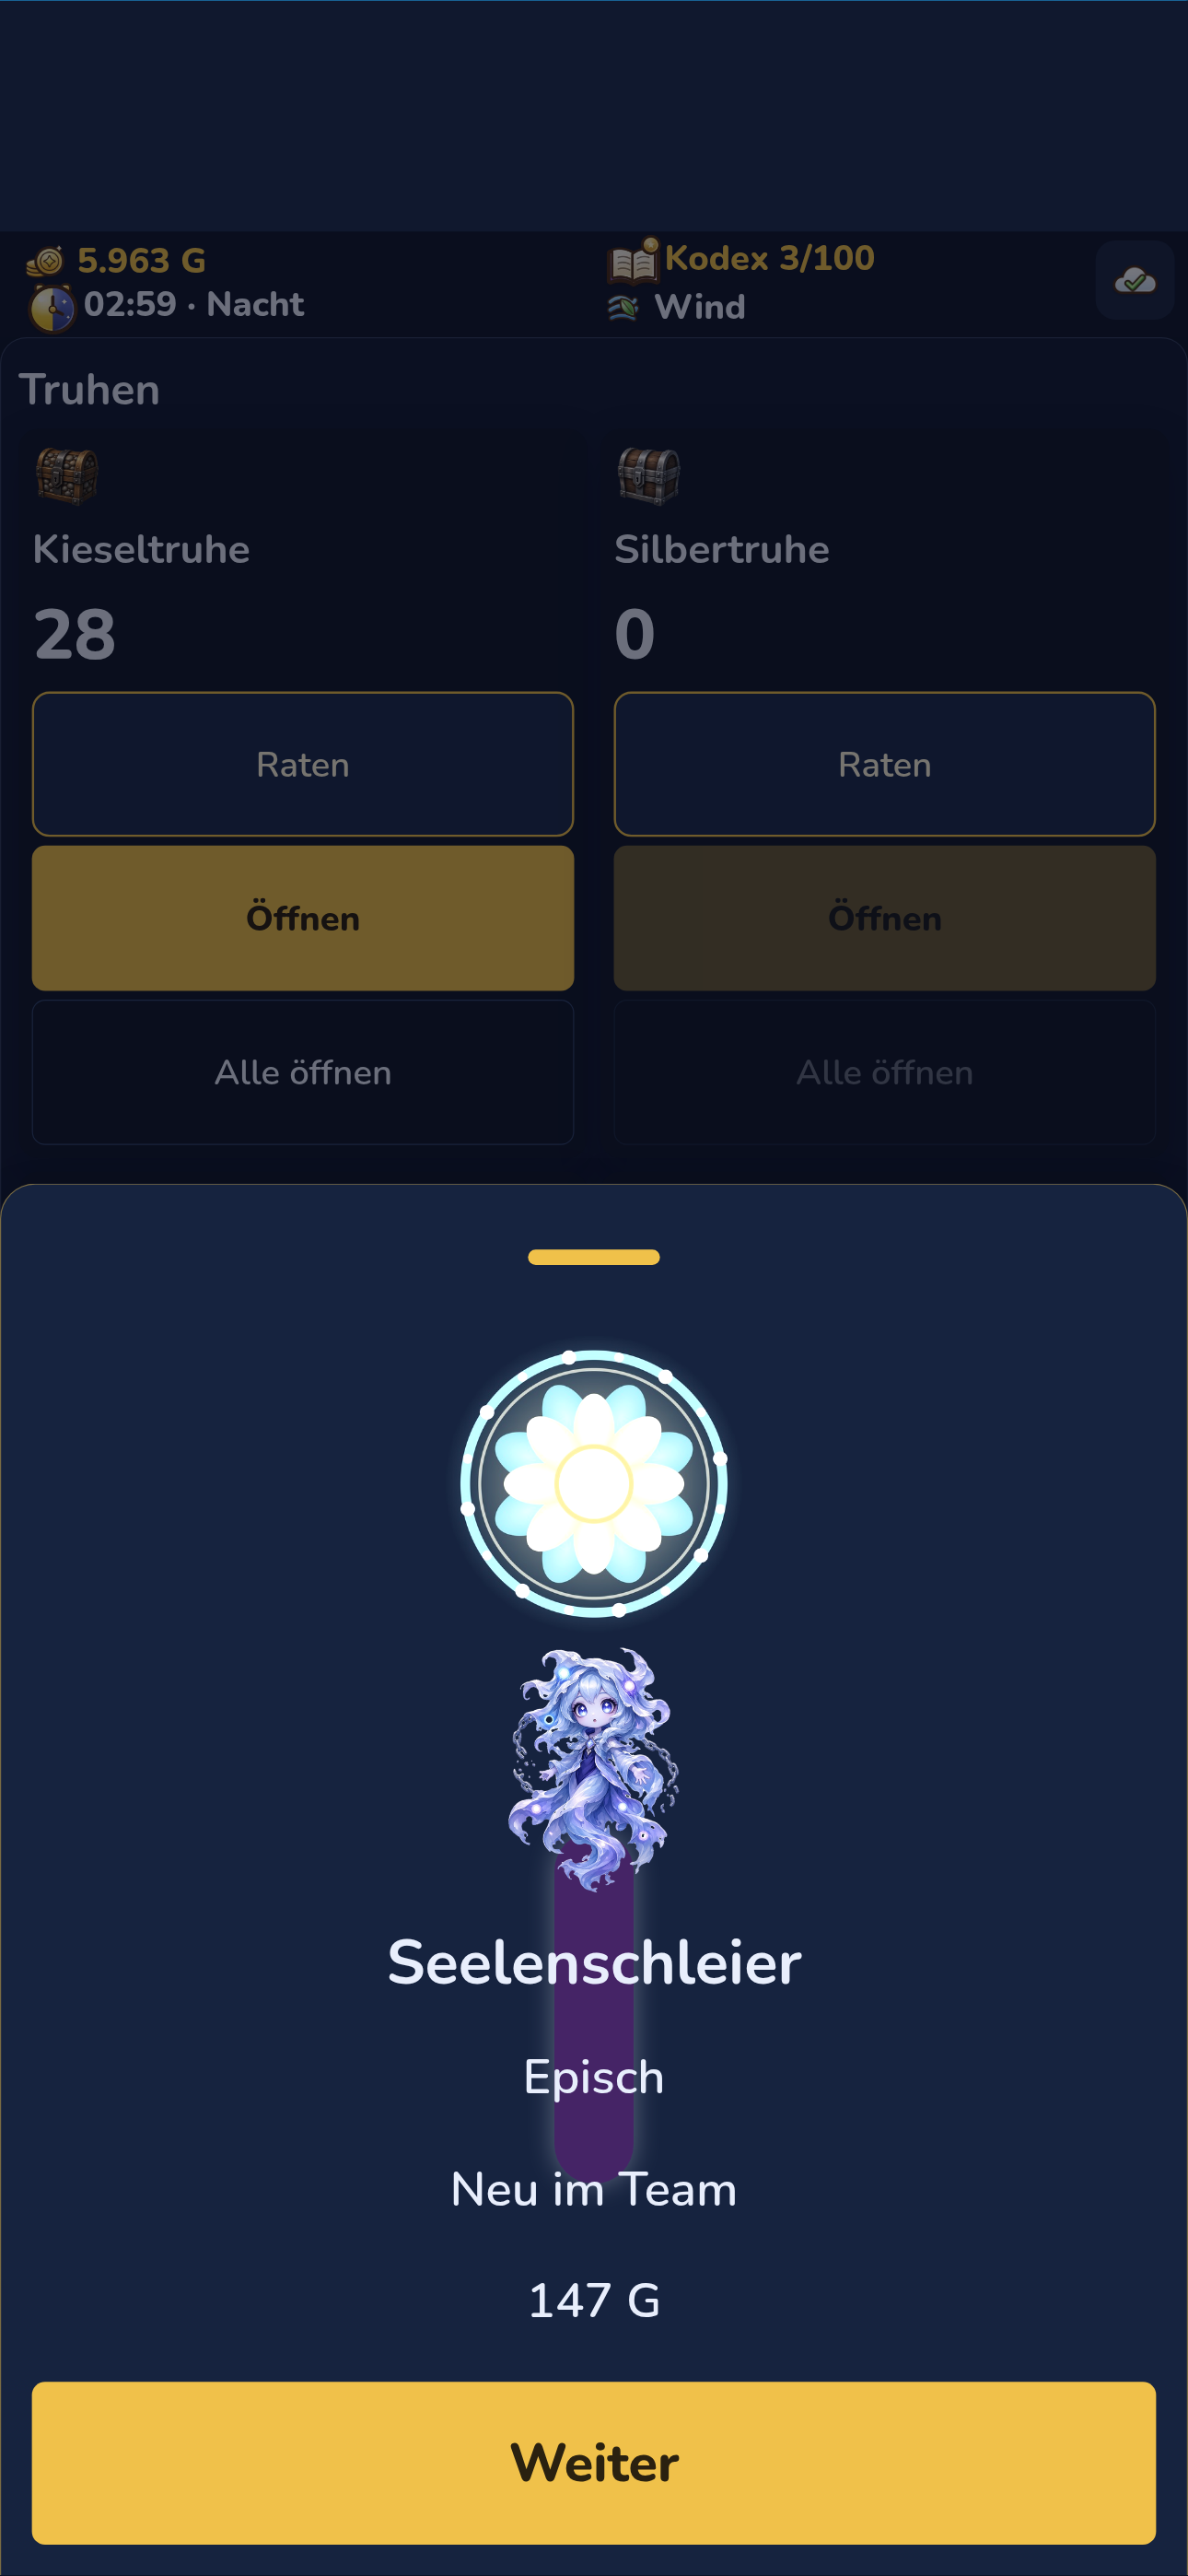 5.963 G
Kodex 3/100
02:59 · Nacht
Wind
Truhen
Kieseltruhe
Silbertruhe
28
0
Raten
Raten
Öffnen
Öffnen
Alle öffnen
Alle öffnen
Seelenschleier
Episch
Neu im Team
147 G
Weiter